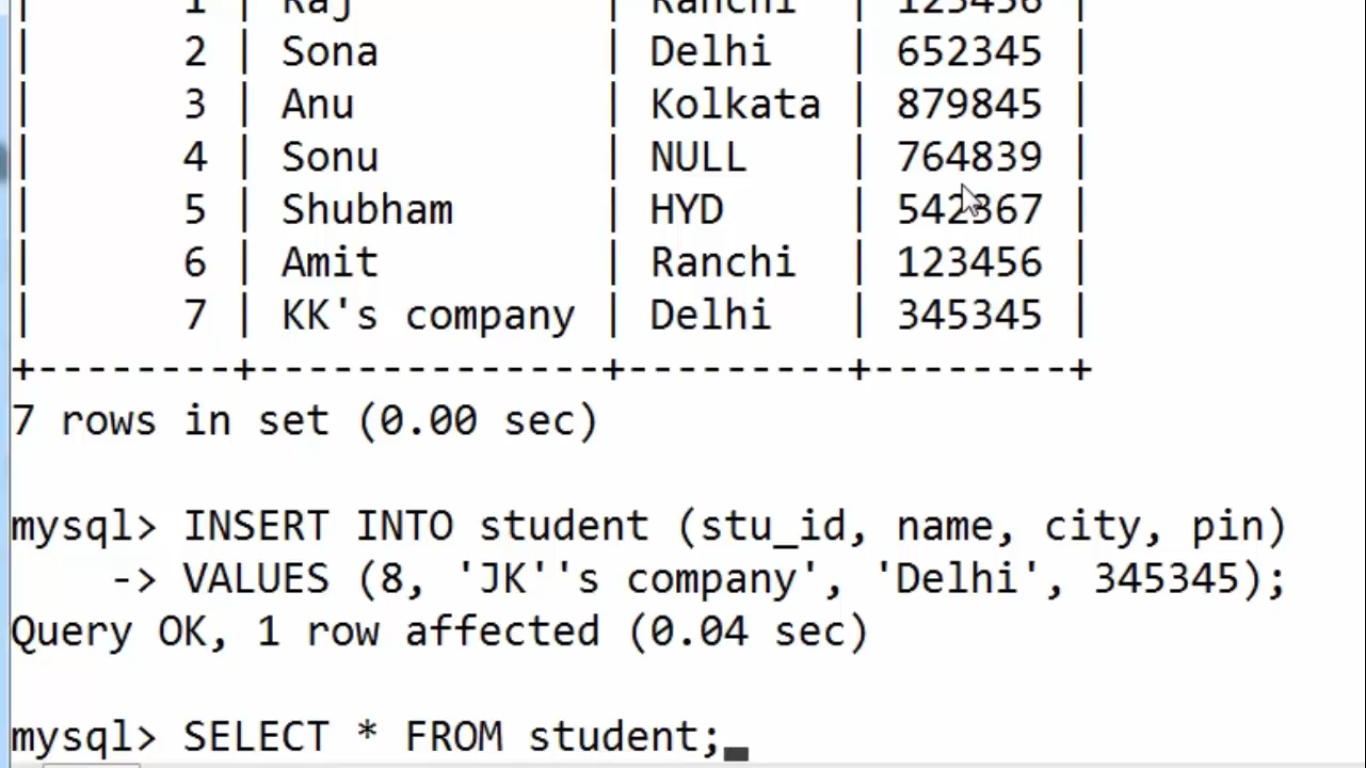 | 1 | Raj | Ranchi | 123456 |
| 2 | Sona | Delhi | 652345 |
| 3 | Anu | Kolkata | 879845 |
| 4 | Sonu | NULL | 764839 |
| 5 | Shubham | HYD | 542367 |
| 6 | Amit | Ranchi | 123456 |
| 7 | KK's company | Delhi | 345345 |
+--------+--------------+---------+--------+
7 rows in set (0.00 sec)
mysql> INSERT INTO student (stu_id, name, city, pin)
-> VALUES (8, 'JK''s company', 'Delhi', 345345);
Query OK, 1 row affected (0.04 sec)
mysql> SELECT * FROM student;